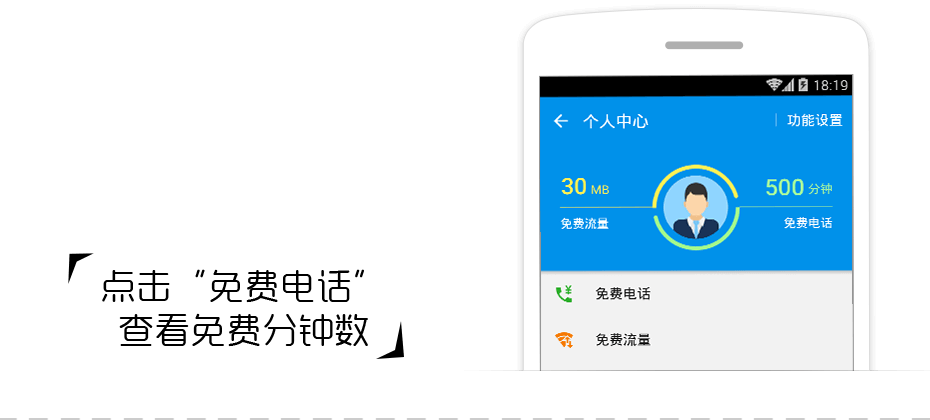 点击“免费电话”
查看免费分钟数
18:19
个人中心 功能设置
30 MB 500 分钟
免费流量 免费电话
免费电话
免费流量